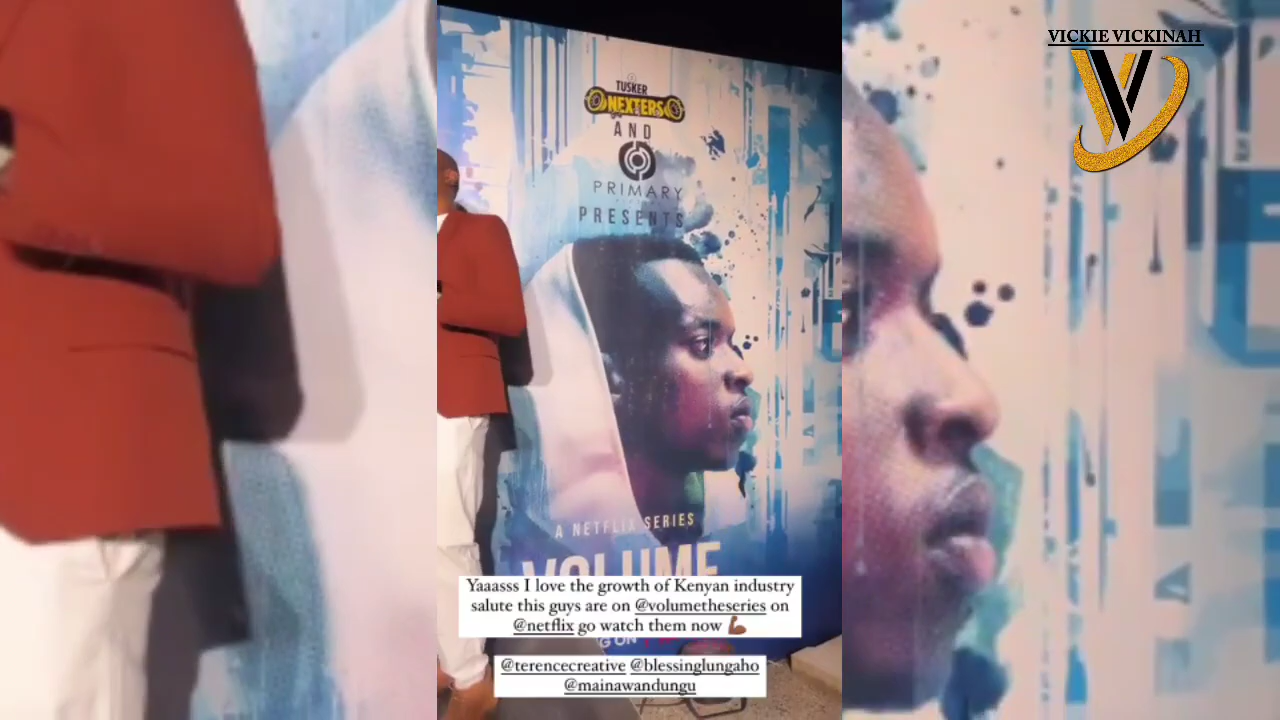 VICKIE VICKINAH
TUSKER
NEXTERS
AND
PRIMARY
PRESENTS
A NETFLIX SERIES
VOLUME
Yaaasss I love the growth of Kenyan industry
salute this guys are on @volumetheseries on
@netflix go watch them now 💪🏾
@terencecreative @blessinglungaho
@mainawandungu